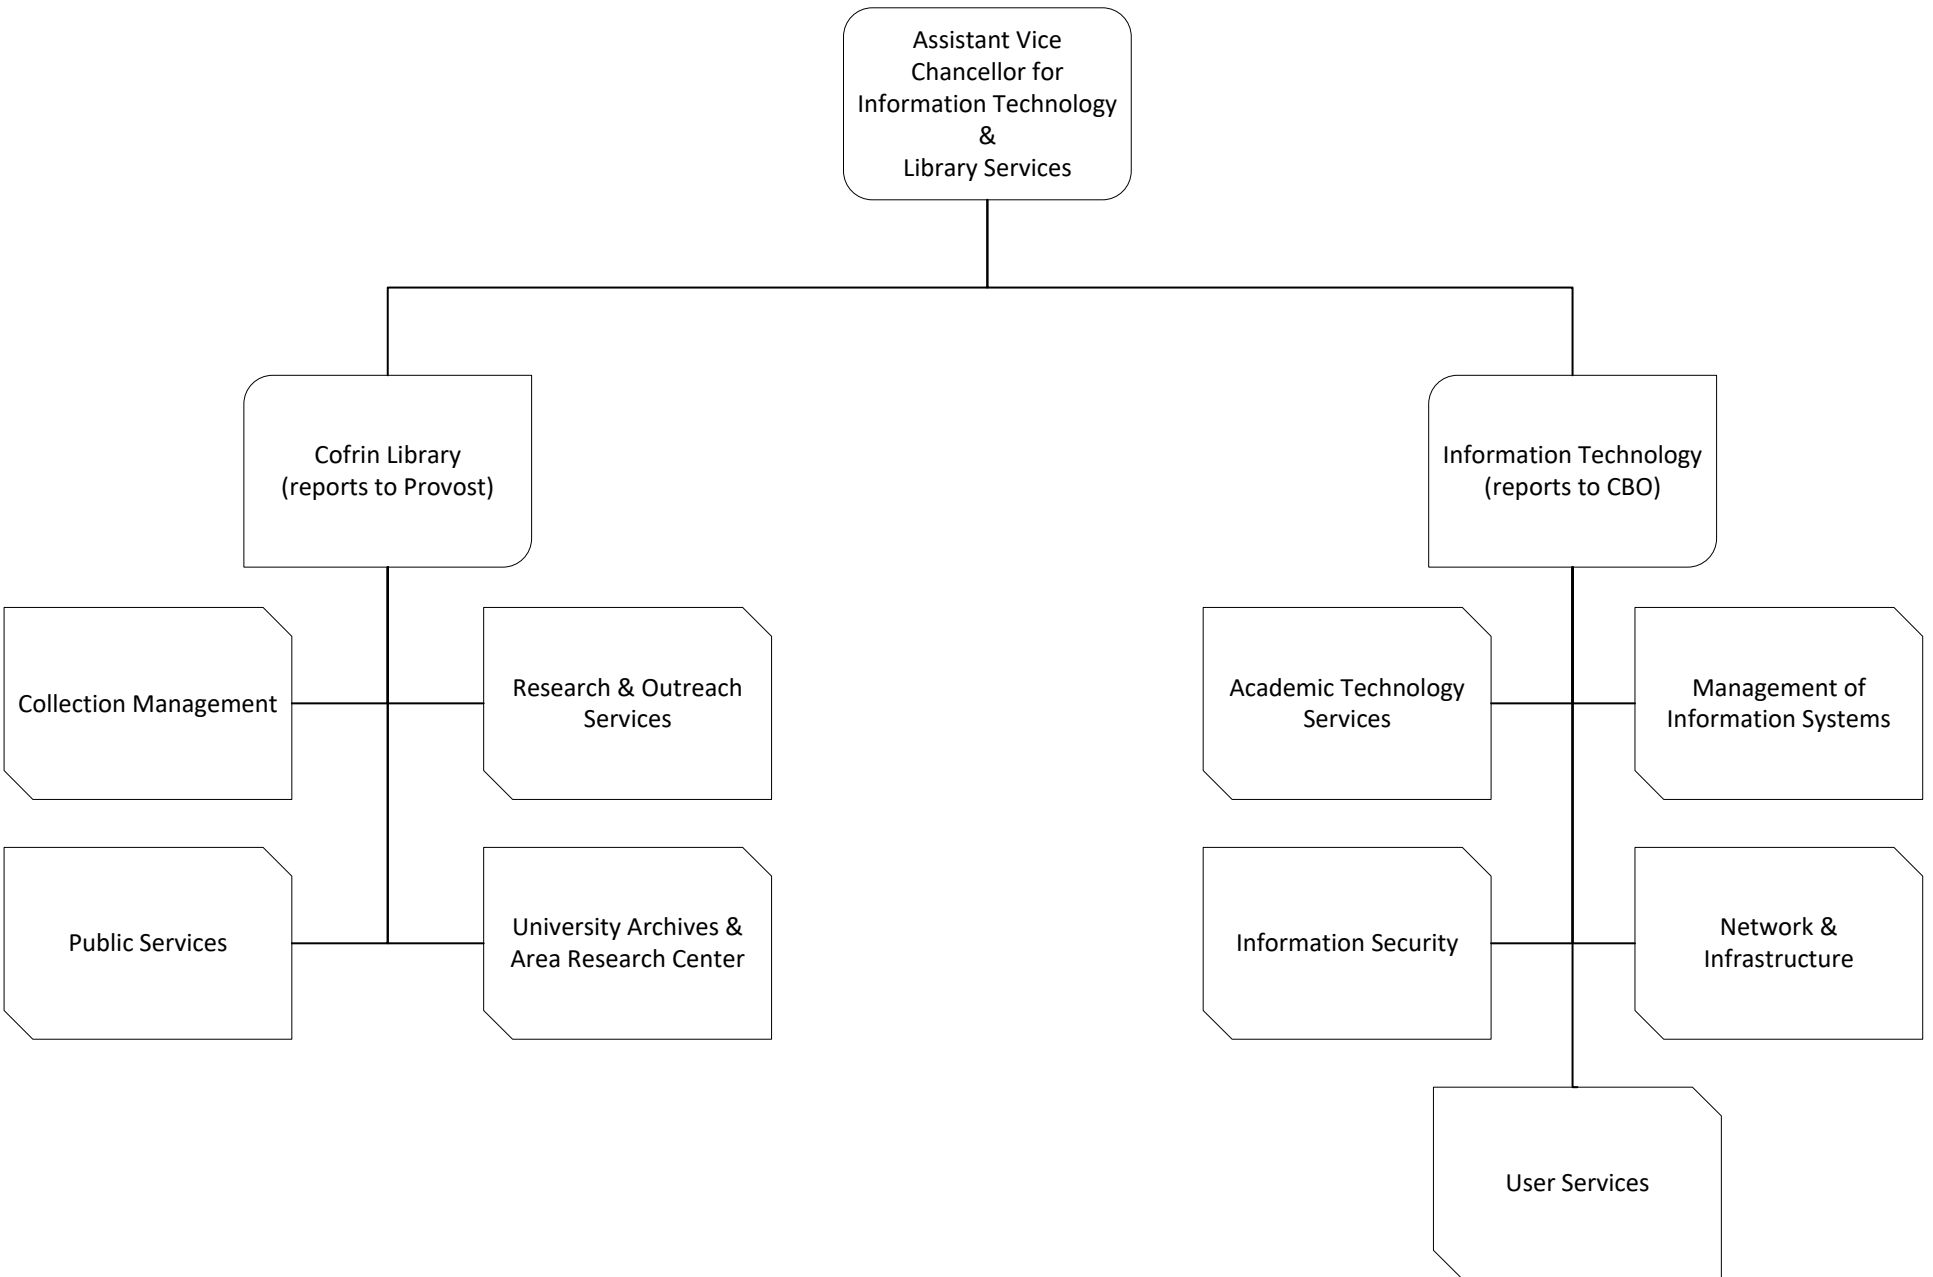 Assistant Vice
Chancellor for
Information Technology
&
Library Services
Cofrin Library
(reports to Provost)
Information Technology
(reports to CBO)
Collection Management
Research & Outreach
Services
Academic Technology
Services
Management of
Information Systems
Public Services
University Archives &
Area Research Center
Information Security
Network &
Infrastructure
User Services